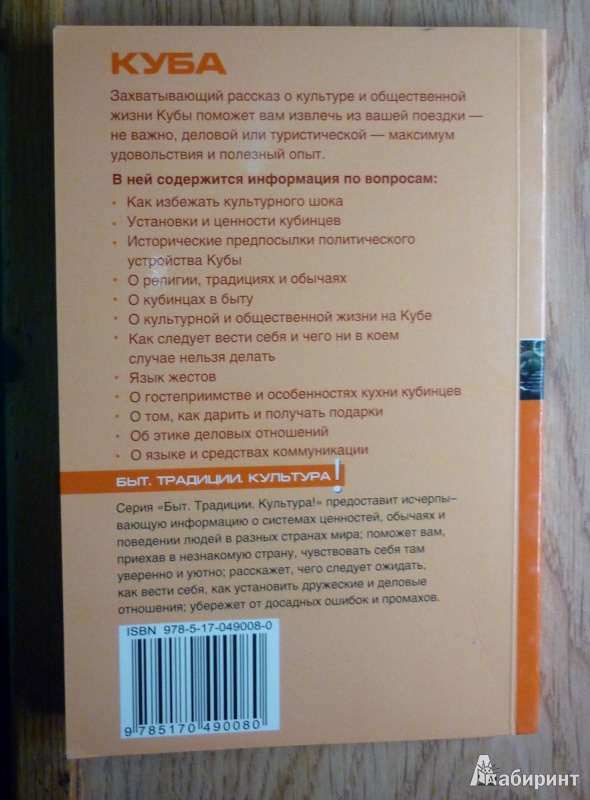 КУБА
Захватывающий рассказ о культуре и общественной
жизни Кубы поможет вам извлечь из вашей поездки —
не важно, деловой или туристической — максимум
удовольствия и полезный опыт.
В ней содержится информация по вопросам:
• Как избежать культурного шока
• Установки и ценности кубинцев
• Исторические предпосылки политического
устройства Кубы
• О религии, традициях и обычаях
• О кубинцах в быту
• О культурной и общественной жизни на Кубе
• Как следует вести себя и чего ни в коем
случае нельзя делать
• Язык жестов
• О гостеприимстве и особенностях кухни кубинцев
• О том, как дарить и получать подарки
• Об этике деловых отношений
• О языке и средствах коммуникации
БЫТ. ТРАДИЦИИ. КУЛЬТУРА!
Серия «Быт. Традиции. Культура!» предоставит исчерпы-
вающую информацию о системах ценностей, обычаях и
поведении людей в разных странах мира; поможет вам,
приехав в незнакомую страну, чувствовать себя там
уверенно и уютно; расскажет, чего следует ожидать,
как вести себя, как установить дружеские и деловые
отношения; убережет от досадных ошибок и промахов.
ISBN 978-5-17-049008-0
9 785170 490080
Лабиринт